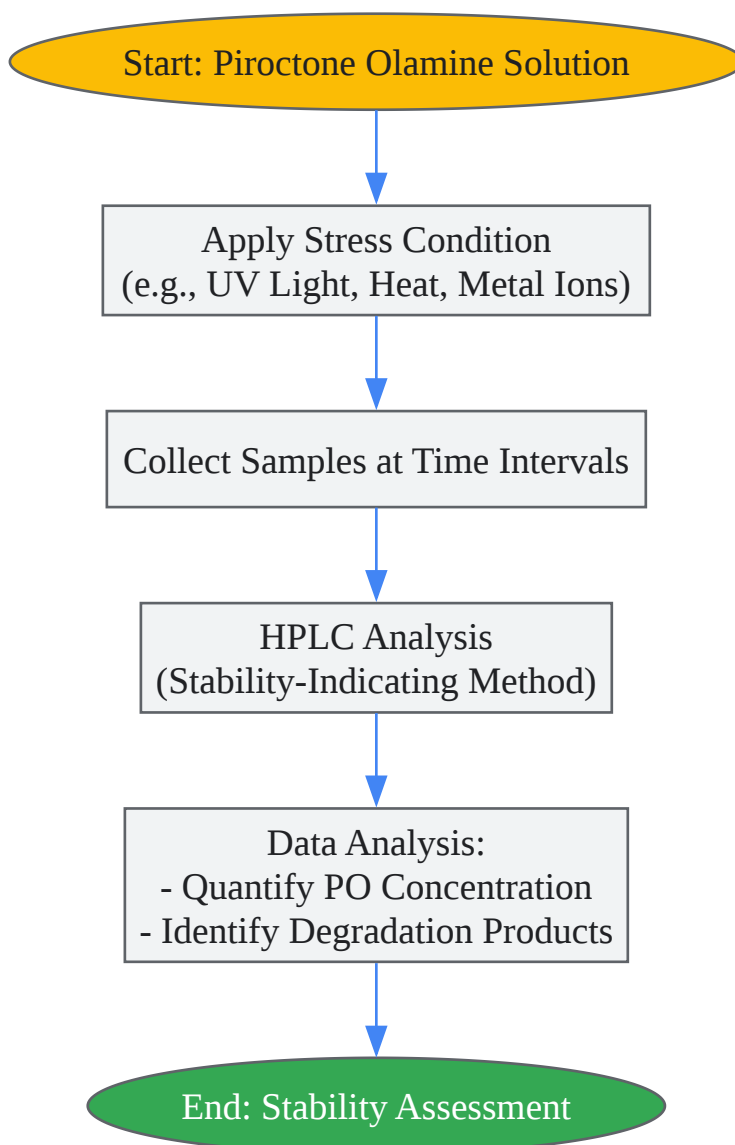 Start: Piroctone Olamine Solution
Apply Stress Condition
(e.g., UV Light, Heat, Metal Ions)
Collect Samples at Time Intervals
HPLC Analysis
(Stability-Indicating Method)
Data Analysis:
- Quantify PO Concentration
- Identify Degradation Products
End: Stability Assessment